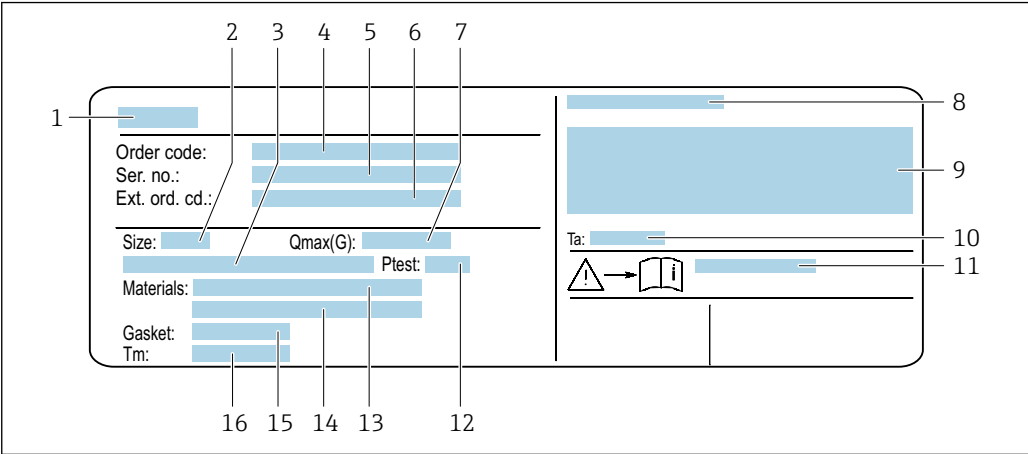 2 3 4 5 6 7
1
8
Order code:
Ser. no.:
Ext. ord. cd.:
9
Size:
Qmax(G):
Ta:
10
Ptest:
i
11
Materials:
Gasket:
Tm:
16 15 14 13 12